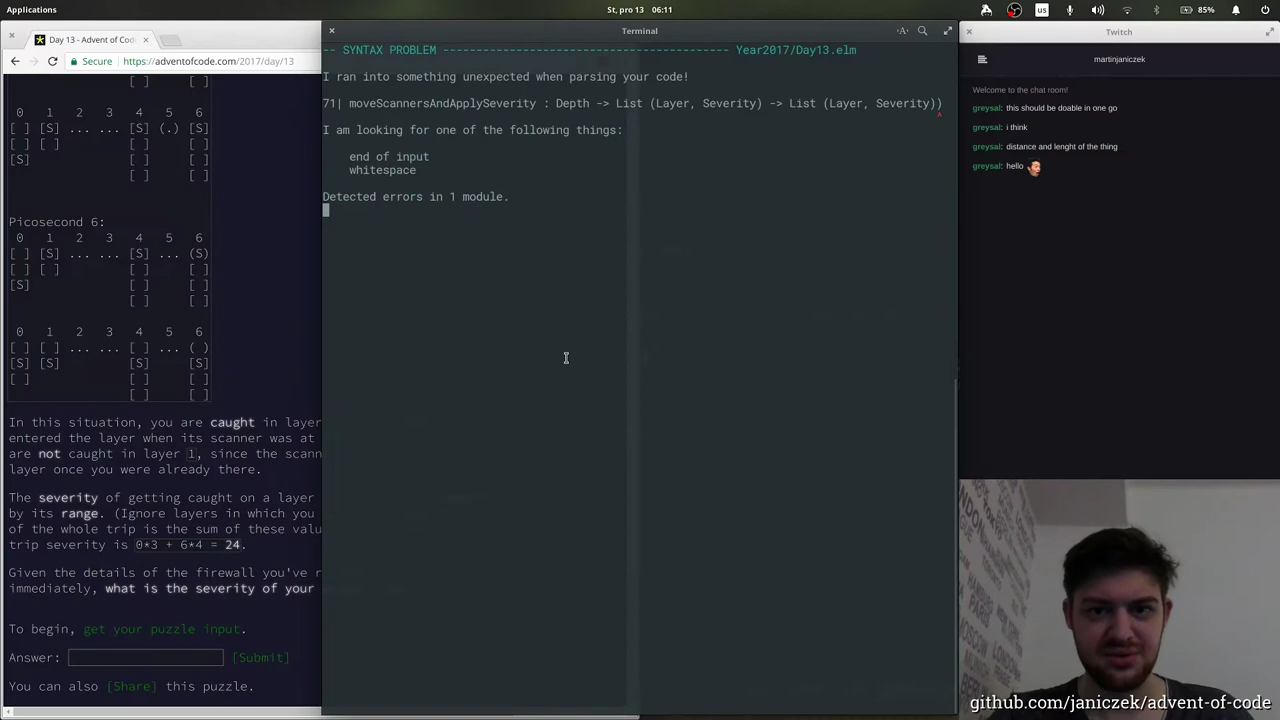 Applications
St, pro 13 06:11
us
85%
Day 13 - Advent of Cod
Secure
https://adventofcode.com/2017/day/13
[ ] [ ]
0 1 2 3 4 5 6
[ ] [ ] ... ... [S] (.) [S]
[ ] [ ] [ ] [ ]
[S] [ ] [ ]
[ ] [ ]
Picosecond 6:
0 1 2 3 4 5 6
[ ] [S] ... ... [S] ... (S)
[ ] [ ] [ ] [ ]
[S] [ ] [ ]
[ ] [ ]
0 1 2 3 4 5 6
[ ] [ ] ... ... [ ] ... ( )
[S] [S] [S] [S]
[ ] [ ] [ ]
[ ] [ ]
In this situation, you are caught in layer
entered the layer when its scanner was at
are not caught in layer 1, since the scann
layer once you were already there.
The severity of getting caught on a layer
by its range. (Ignore layers in which you
of the whole trip is the sum of these valu
trip severity is 0*3 + 6*4 = 24.
Given the details of the firewall you've r
immediately, what is the severity of your
To begin, get your puzzle input.
Answer: [Submit]
You can also [Share] this puzzle.
Terminal
-A+
-- SYNTAX PROBLEM --------------------------------------- Year2017/Day13.elm
I ran into something unexpected when parsing your code!
71| moveScannersAndApplySeverity : Depth -> List (Layer, Severity) -> List (Layer, Severity))
^
I am looking for one of the following things:
end of input
whitespace
Detected errors in 1 module.
Twitch
martinjaniczek
Welcome to the chat room!
greysal: this should be doable in one go
greysal: i think
greysal: distance and lenght of the thing
greysal: hello
github.com/janiczek/advent-of-code